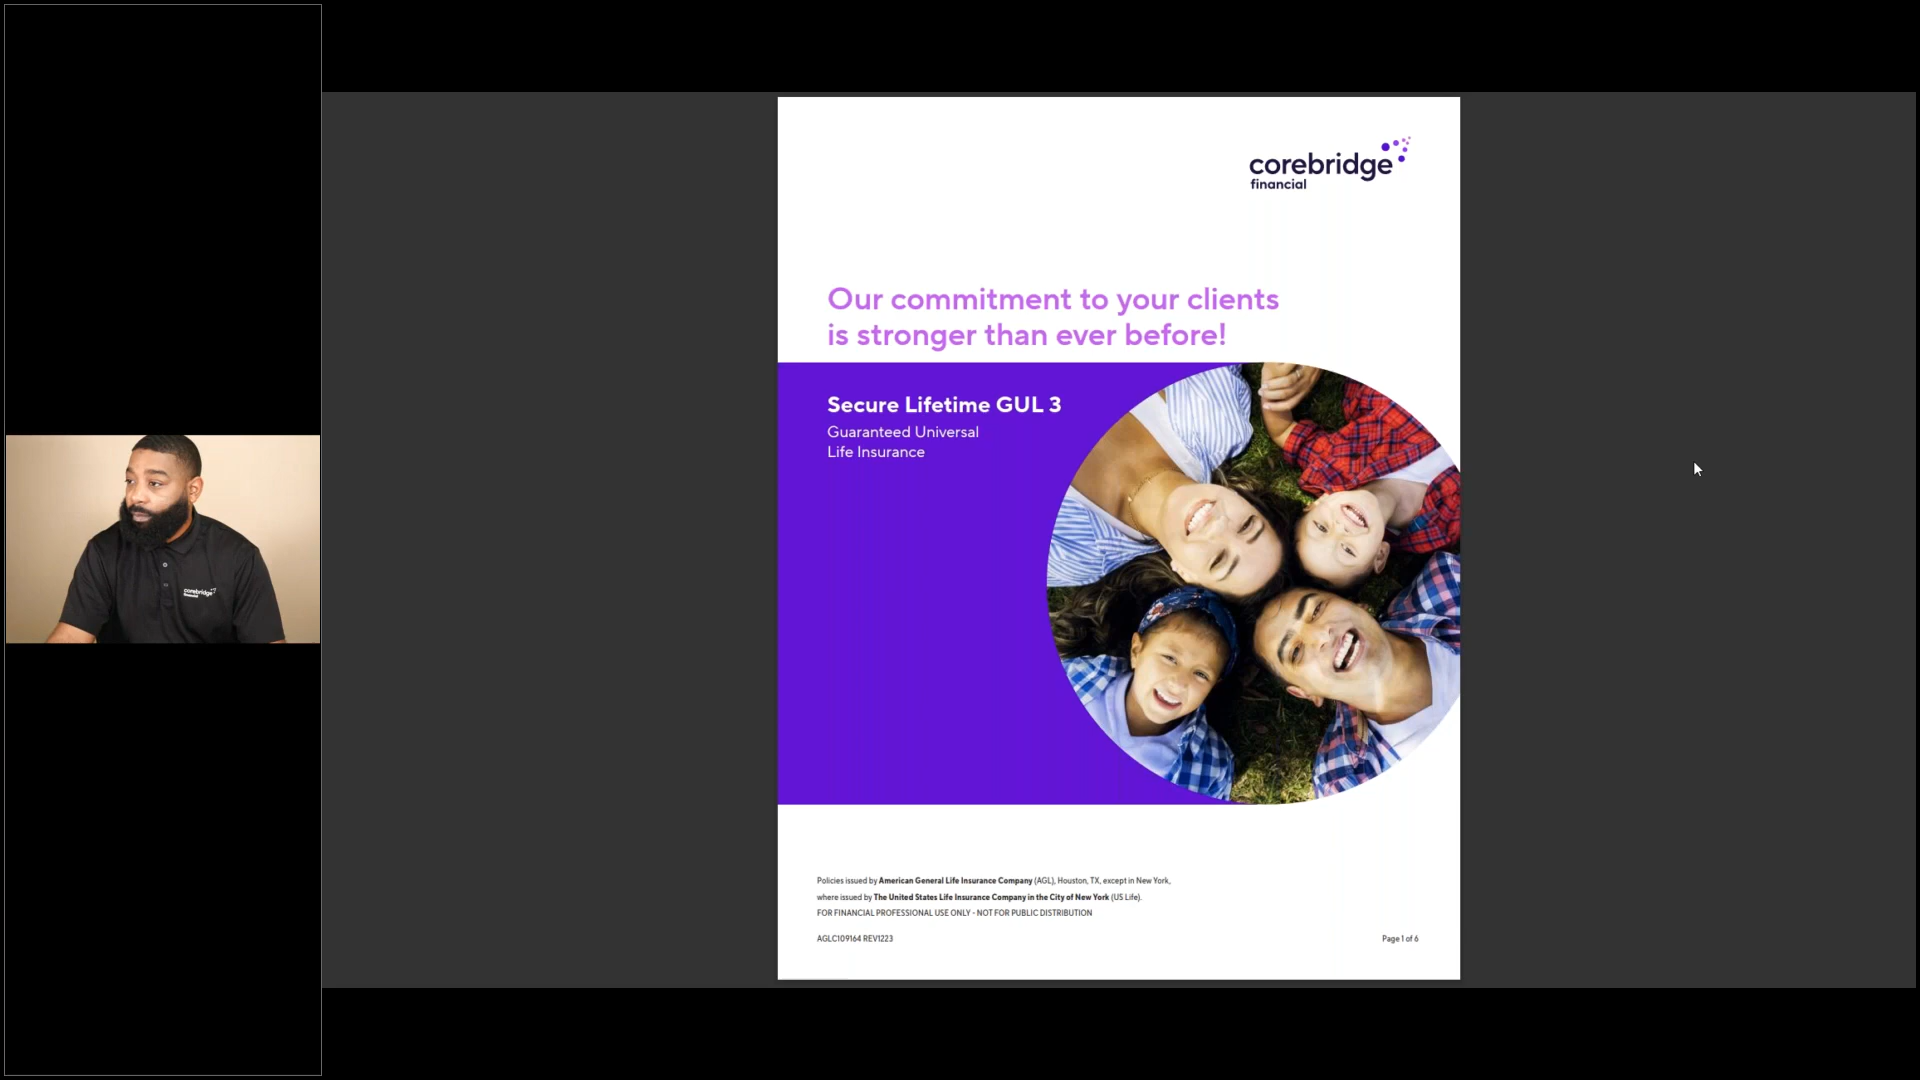 corebridge
financial
Our commitment to your clients
is stronger than ever before!
Secure Lifetime GUL 3
Guaranteed Universal
Life Insurance
corebridge
financial
Policies issued by American General Life Insurance Company (AGL), Houston, TX, except in New York,
where issued by The United States Life Insurance Company in the City of New York (US Life).
FOR FINANCIAL PROFESSIONAL USE ONLY - NOT FOR PUBLIC DISTRIBUTION
AGLC109164 REV1223
Page 1 of 6